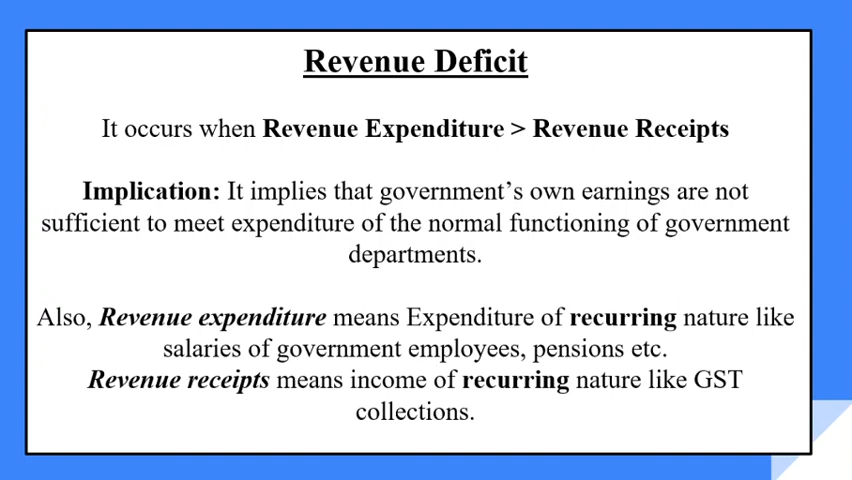 Revenue Deficit
It occurs when Revenue Expenditure > Revenue Receipts
Implication: It implies that government’s own earnings are not
sufficient to meet expenditure of the normal functioning of government
departments.
Also, Revenue expenditure means Expenditure of recurring nature like
salaries of government employees, pensions etc.
Revenue receipts means income of recurring nature like GST
collections.